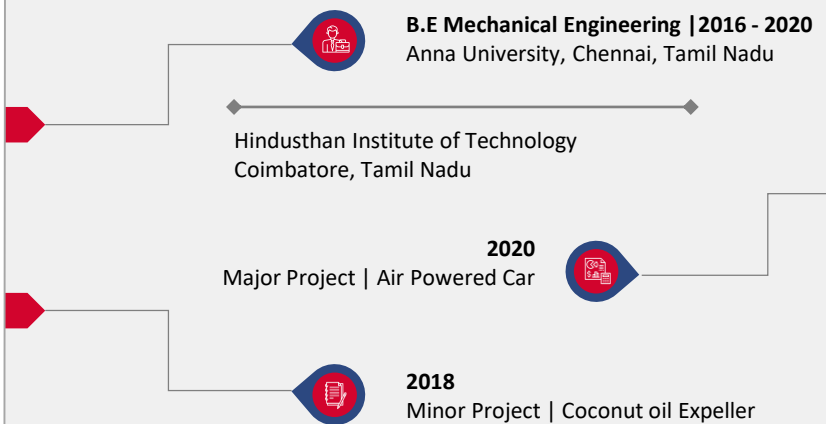 B.E Mechanical Engineering |2016 - 2020
Anna University, Chennai, Tamil Nadu
Hindusthan Institute of Technology
Coimbatore, Tamil Nadu
2020
Major Project | Air Powered Car
2018
Minor Project | Coconut oil Expeller